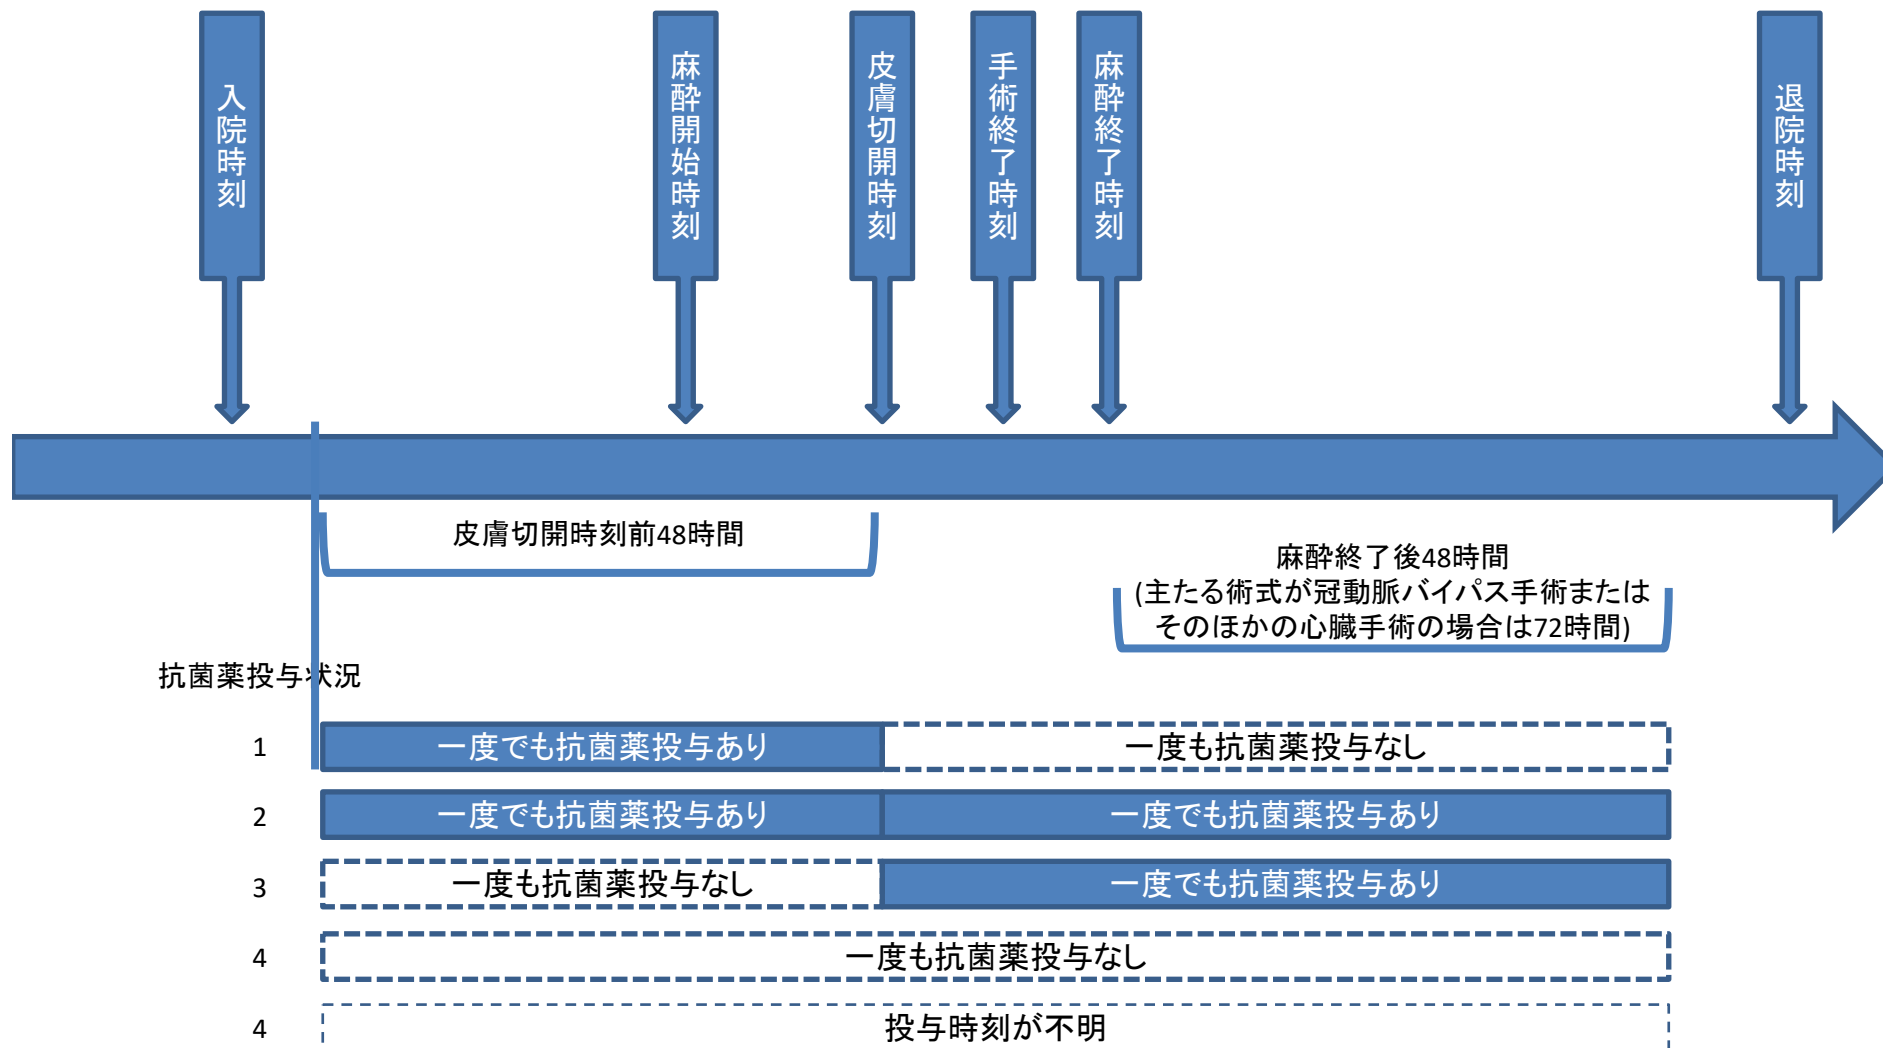 入院時刻
麻酔開始時刻
皮膚切開時刻
手術終了時刻
麻酔終了時刻
退院時刻
皮膚切開時刻前48時間
麻酔終了後48時間
(主たる術式が冠動脈バイパス手術または
そのほかの心臓手術の場合は72時間)
抗菌薬投与状況
1 一度でも抗菌薬投与あり 一度も抗菌薬投与なし
2 一度でも抗菌薬投与あり 一度でも抗菌薬投与あり
3 一度も抗菌薬投与なし 一度でも抗菌薬投与あり
4 一度も抗菌薬投与なし
4 投与時刻が不明